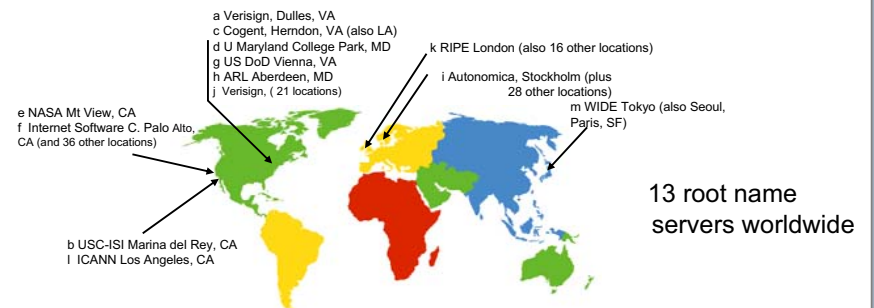 a Verisign, Dulles, VA
c Cogent, Herndon, VA (also LA)
d U Maryland College Park, MD
g US DoD Vienna, VA
h ARL Aberdeen, MD
j Verisign, ( 21 locations)
k RIPE London (also 16 other locations)
i Autonomica, Stockholm (plus
28 other locations)
m WIDE Tokyo (also Seoul,
Paris, SF)
e NASA Mt View, CA
f Internet Software C. Palo Alto,
CA (and 36 other locations)
b USC-ISI Marina del Rey, CA
l ICANN Los Angeles, CA
13 root name
servers worldwide